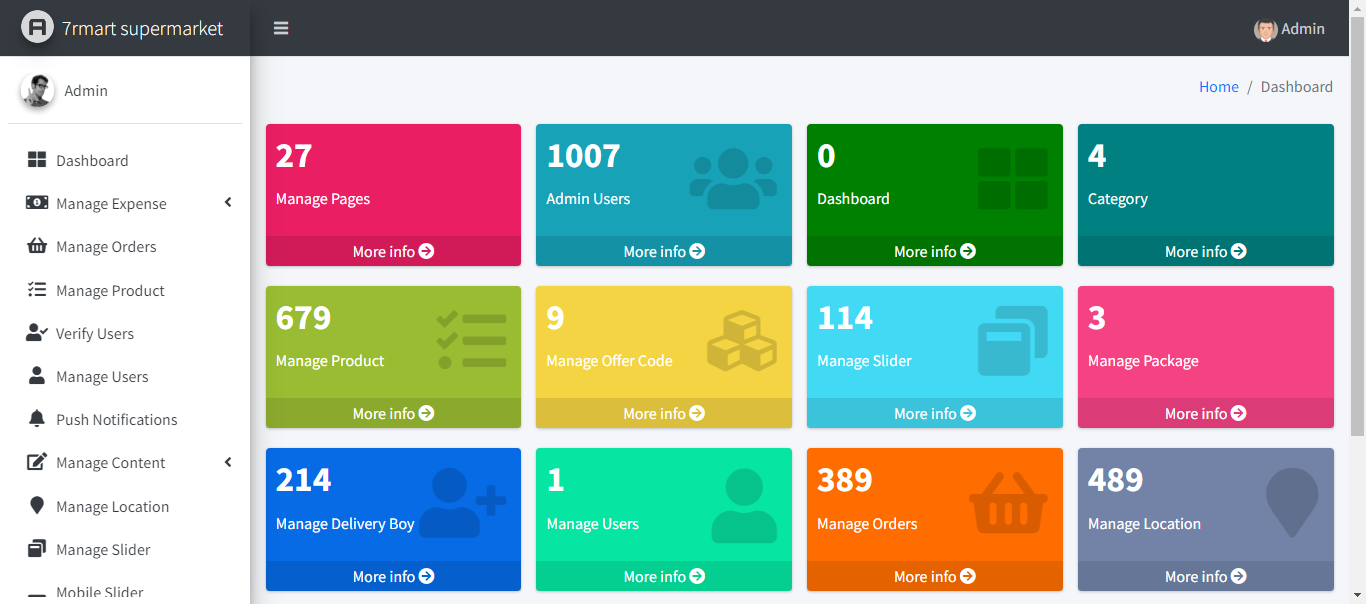 7rmart supermarket
Admin
Admin
Home / Dashboard
Dashboard
Manage Expense
Manage Orders
Manage Product
Verify Users
Manage Users
Push Notifications
Manage Content
Manage Location
Manage Slider
Mobile Slider
27
Manage Pages
More info
1007
Admin Users
More info
0
Dashboard
More info
4
Category
More info
679
Manage Product
More info
9
Manage Offer Code
More info
114
Manage Slider
More info
3
Manage Package
More info
214
Manage Delivery Boy
More info
1
Manage Users
More info
389
Manage Orders
More info
489
Manage Location
More info